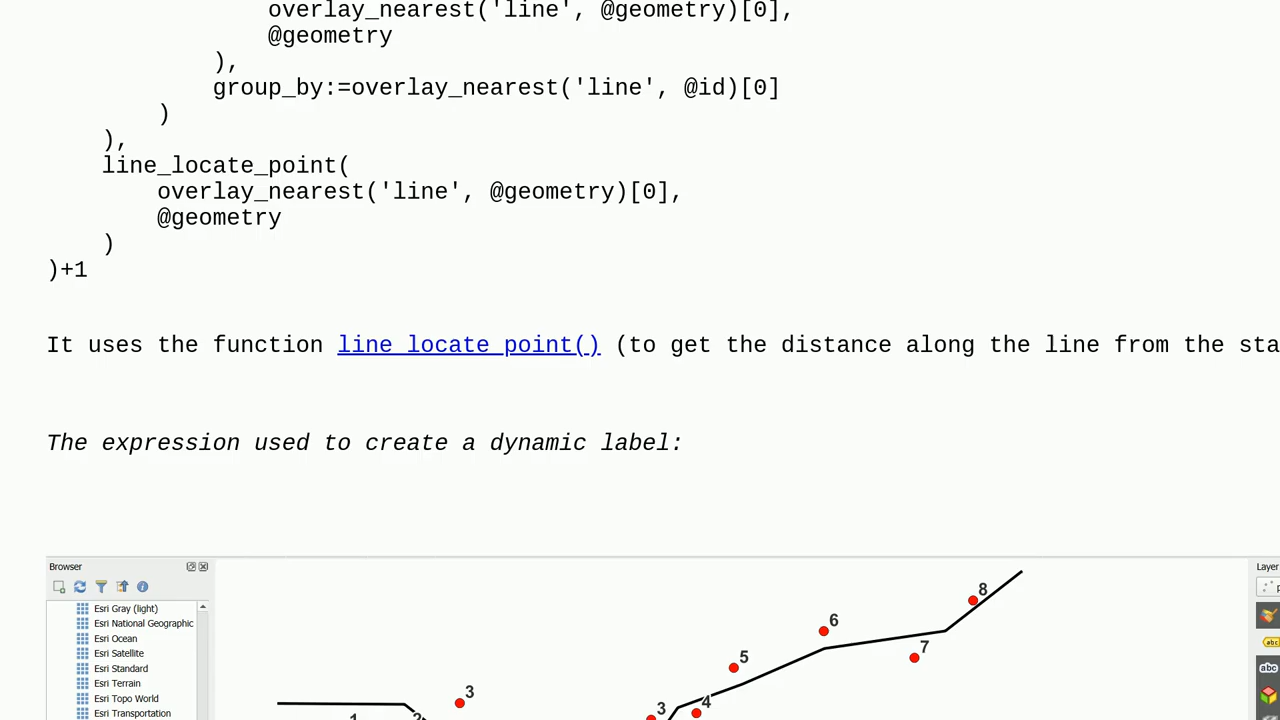 overlay_nearest('line', @geometry)[0],
@geometry
),
group_by:=overlay_nearest('line', @id)[0]
)
),
line_locate_point(
overlay_nearest('line', @geometry)[0],
@geometry
)
)+1
It uses the function line_locate_point() (to get the distance along the line from the sta
The expression used to create a dynamic label:
Browser
Layer
Esri Gray (light)
Esri National Geographic
Esri Ocean
Esri Satellite
Esri Standard
Esri Terrain
Esri Topo World
Esri Transportation
8
6
7
5
3
4
3
1
2
abc
abc